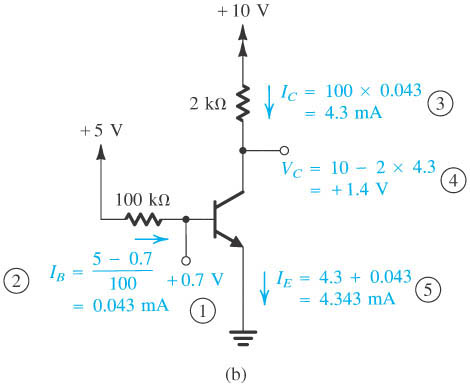 +10 V
2 kΩ
I_C = 100 × 0.043
= 4.3 mA
3
+5 V
V_C = 10 − 2 × 4.3
= +1.4 V
4
100 kΩ
2
I_B = 5 − 0.7 / 100
= 0.043 mA
+0.7 V
1
I_E = 4.3 + 0.043
= 4.343 mA
5
(b)